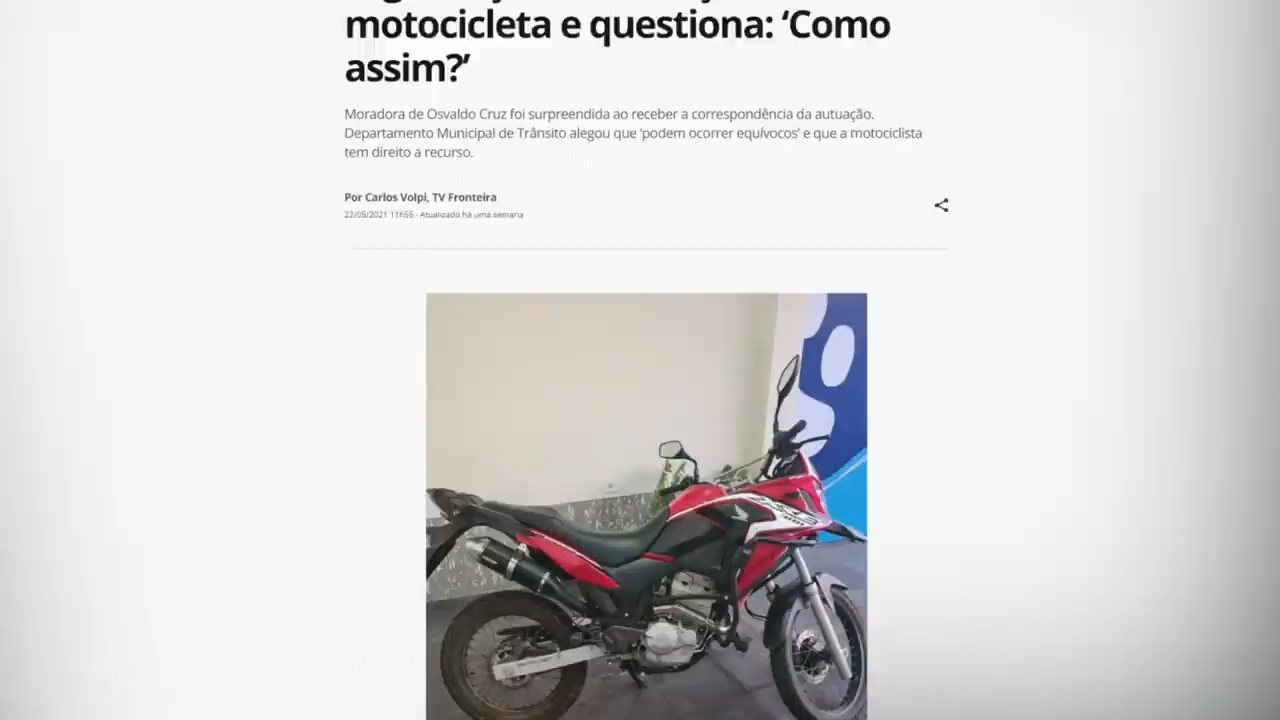 motocicleta e questiona: ‘Como
assim?’
Moradora de Osvaldo Cruz foi surpreendida ao receber a correspondência da autuação.
Departamento Municipal de Trânsito alegou que ‘podem ocorrer equívocos’ e que a motociclista
tem direito a recurso.
Por Carlos Volpi, TV Fronteira
22/05/2021 11h55 · Atualizado há uma semana